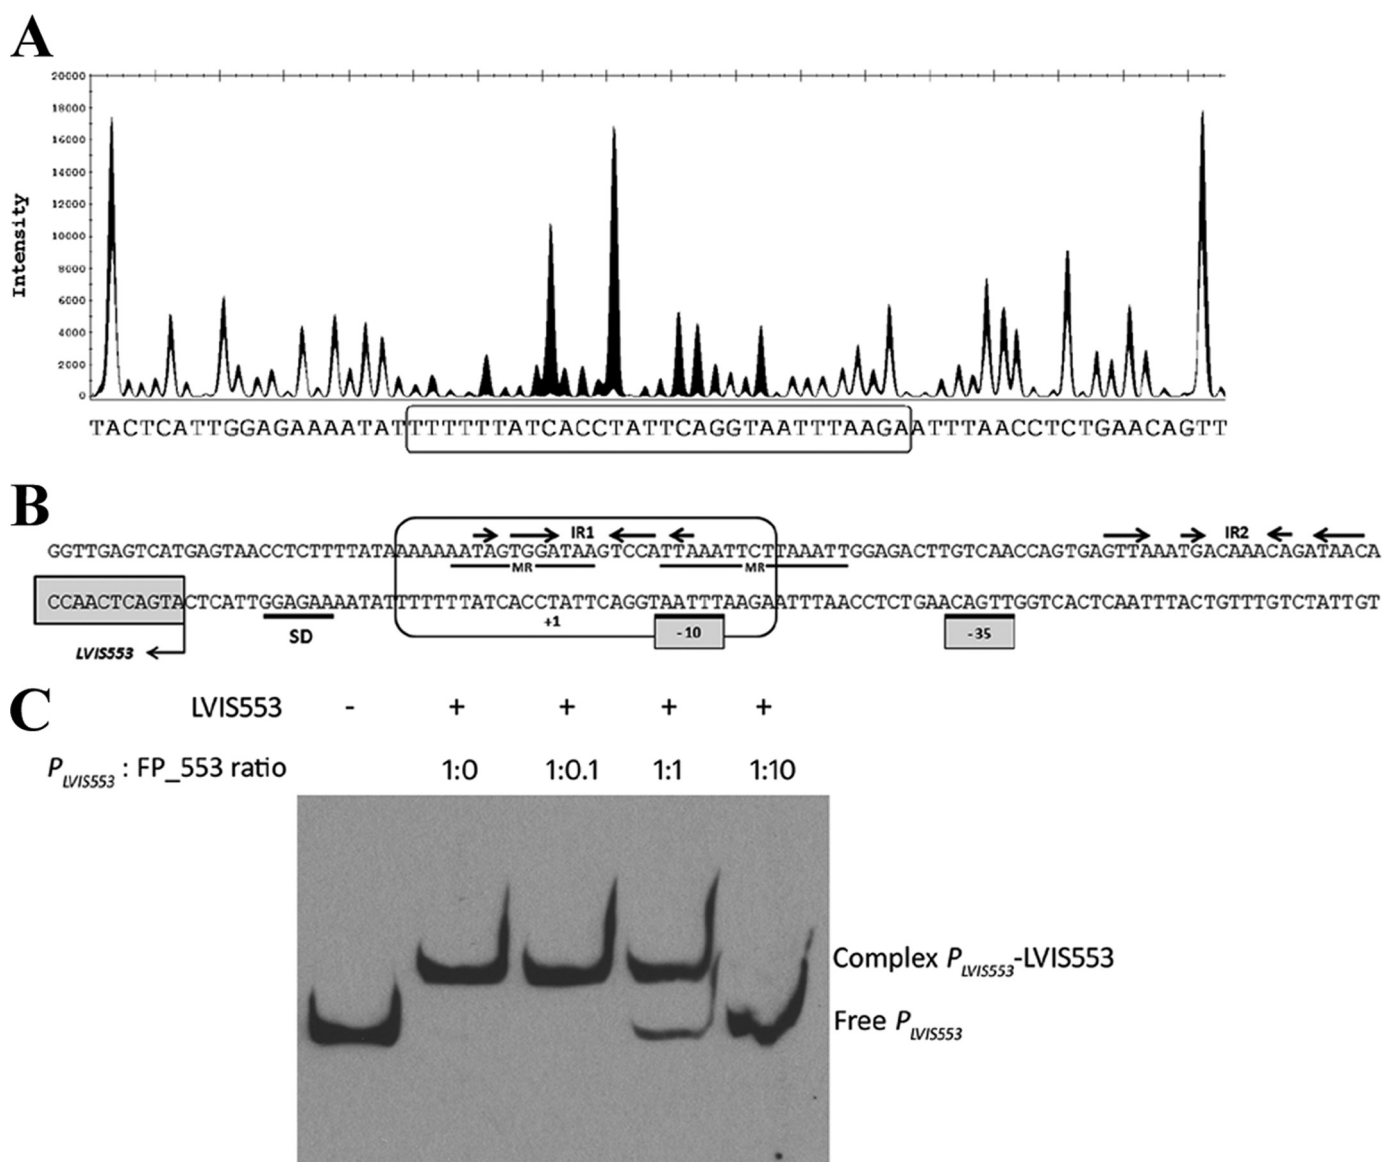 A
20000
18000
16000
14000
12000
10000
8000
6000
4000
2000
0
Intensity
TACTCATTGGAGAAAATATTTTTTTATCACCTATTCAGGTAATTTAAGAATTTAACCTCTGAACAGTT
B
IR1 IR2
GGTTGAGTCATGAGTAACCTCTTTTATAAAAAAATAGTGGATAAGTCCATTAAATTCTTAAATTGGAGACTTGTCAACCAGTGAGTTAAATGACAAACAGATAACA
MR MR
CCAACTCAGTACTCATTGGAGAAAATATTTTTTTATCACCTATTCAGGTAATTTAAGAATTTAACCTCTGAACAGTTGGTCACTCAATTTACTGTTTGTCTATTGT
SD +1 -10 -35
LVIS553
C
LVIS553 - + + + +
PLVIS553 : FP_553 ratio 1:0 1:0.1 1:1 1:10
Complex PLVIS553-LVIS553
Free PLVIS553